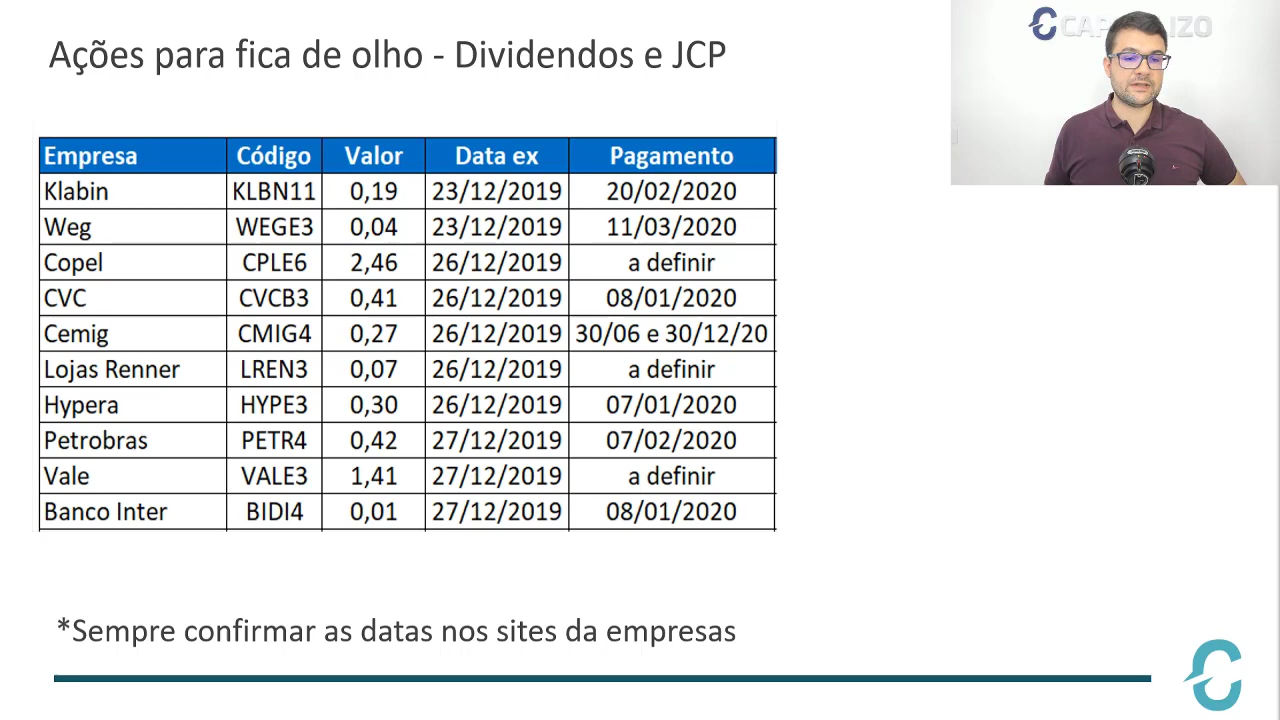 Ações para fica de olho - Dividendos e JCP
Empresa Código Valor Data ex Pagamento
Klabin KLBN11 0,19 23/12/2019 20/02/2020
Weg WEGE3 0,04 23/12/2019 11/03/2020
Copel CPLE6 2,46 26/12/2019 a definir
CVC CVCB3 0,41 26/12/2019 08/01/2020
Cemig CMIG4 0,27 26/12/2019 30/06 e 30/12/20
Lojas Renner LREN3 0,07 26/12/2019 a definir
Hypera HYPE3 0,30 26/12/2019 07/01/2020
Petrobras PETR4 0,42 27/12/2019 07/02/2020
Vale VALE3 1,41 27/12/2019 a definir
Banco Inter BIDI4 0,01 27/12/2019 08/01/2020
*Sempre confirmar as datas nos sites da empresas